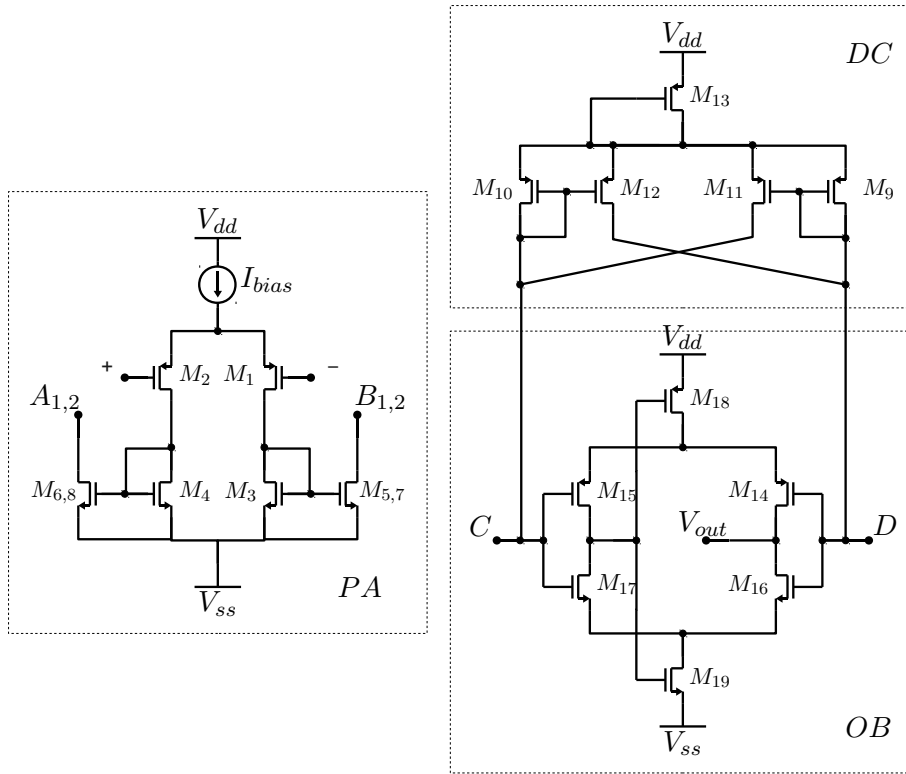 V_dd
DC
M_13
M_10
M_12
M_11
M_9
V_dd
I_bias
+
M_2
M_1
−
A_1,2
B_1,2
M_6,8
M_4
M_3
M_5,7
V_ss
PA
V_dd
M_18
M_15
M_14
C
V_out
D
M_17
M_16
M_19
V_ss
OB